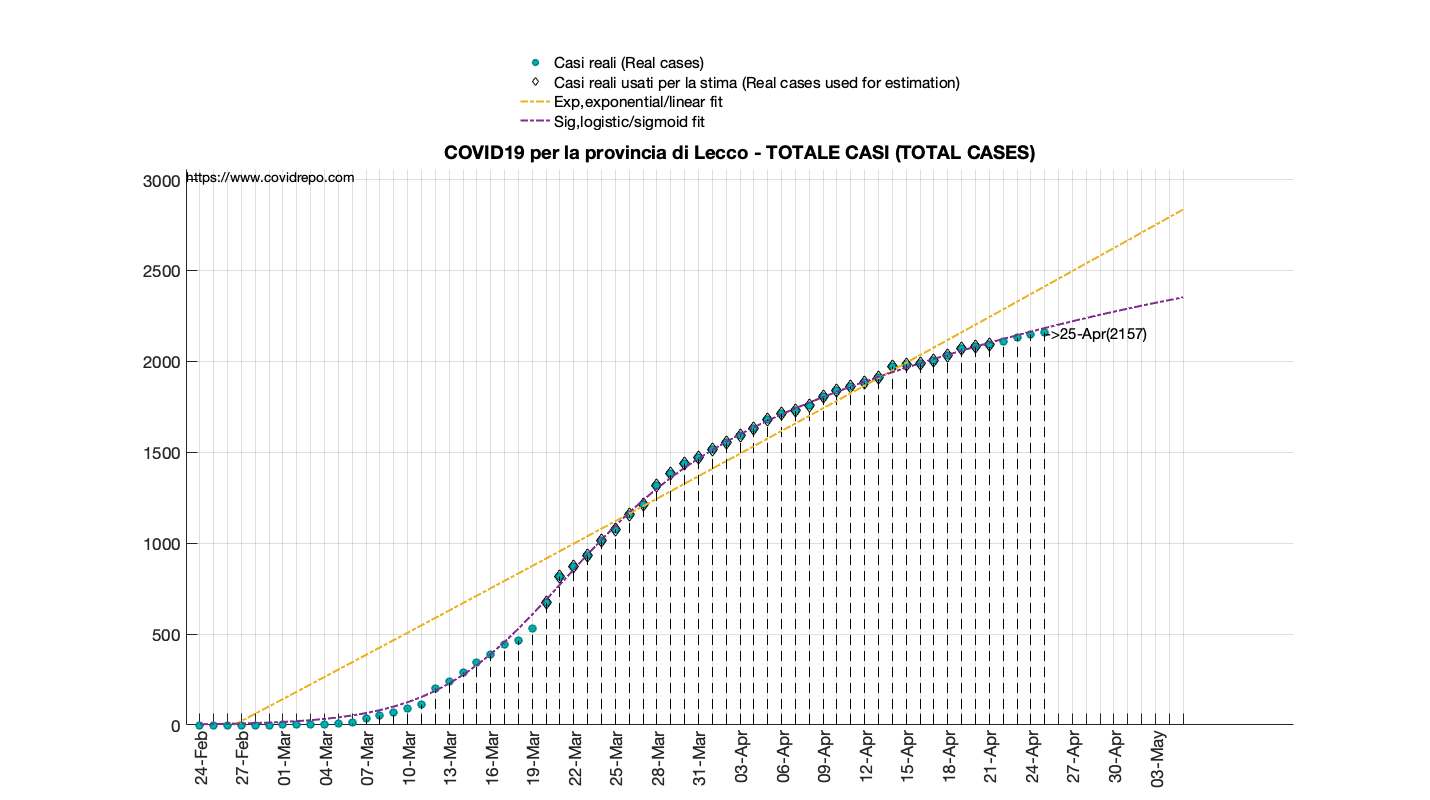 Casi reali (Real cases)
Casi reali usati per la stima (Real cases used for estimation)
Exp,exponential/linear fit
Sig,logistic/sigmoid fit
COVID19 per la provincia di Lecco - TOTALE CASI (TOTAL CASES)
https://www.covidrepo.com
3000
2500
2000
1500
1000
500
0
->25-Apr(2157)
24-Feb
27-Feb
01-Mar
04-Mar
07-Mar
10-Mar
13-Mar
16-Mar
19-Mar
22-Mar
25-Mar
28-Mar
31-Mar
03-Apr
06-Apr
09-Apr
12-Apr
15-Apr
18-Apr
21-Apr
24-Apr
27-Apr
30-Apr
03-May